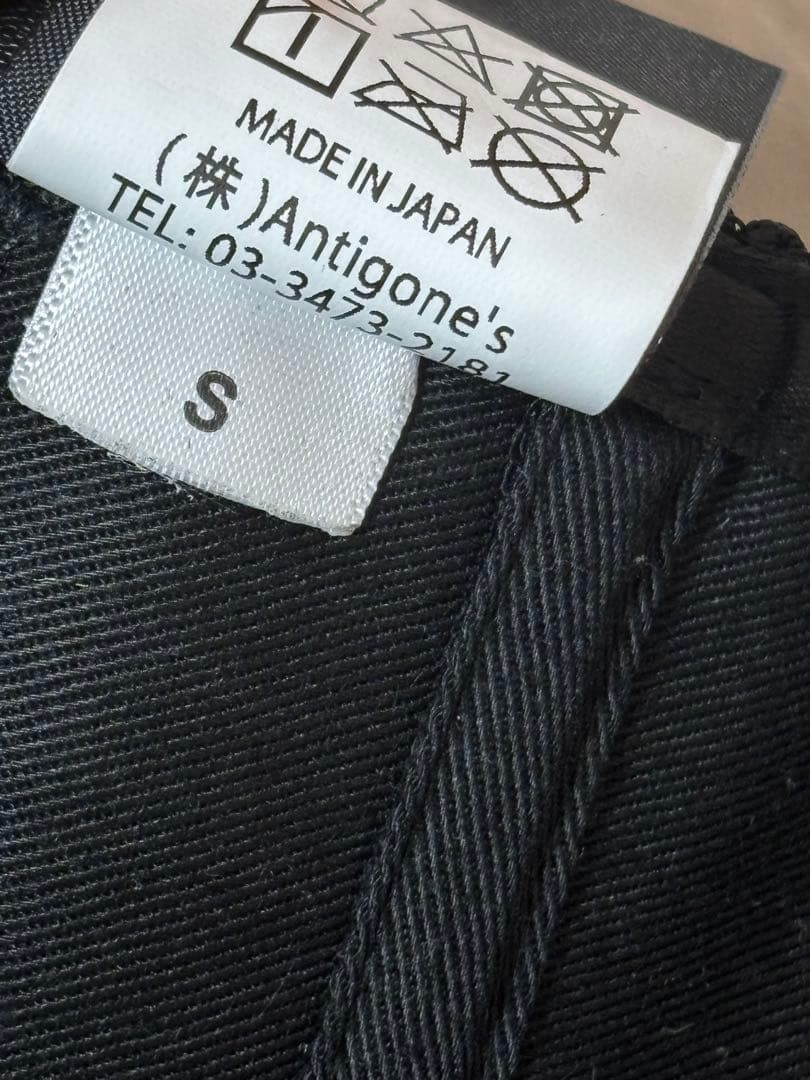 MADE IN JAPAN
(株)Antigone's
TEL: 03-3473-2181
S